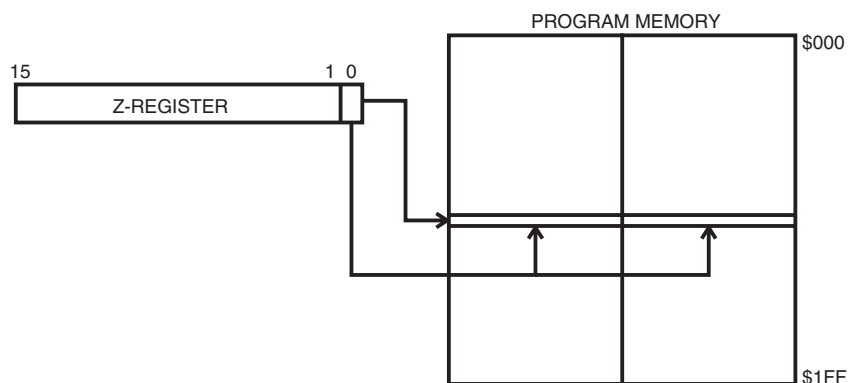 PROGRAM MEMORY
$000
15 1 0
Z-REGISTER
$1FF